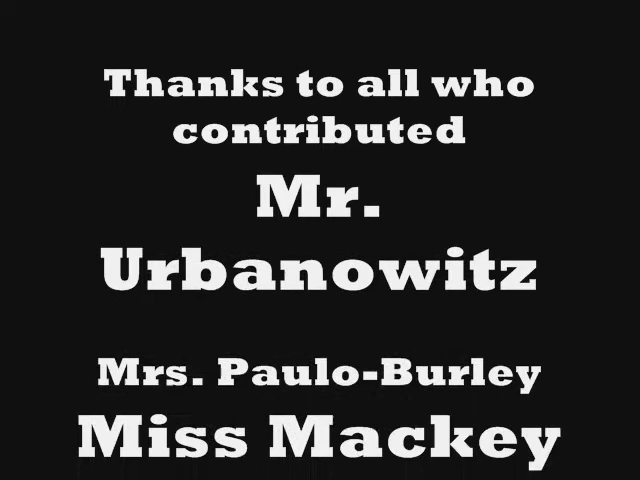 Thanks to all who
contributed
Mr.
Urbanowitz
Mrs. Paulo-Burley
Miss Mackey